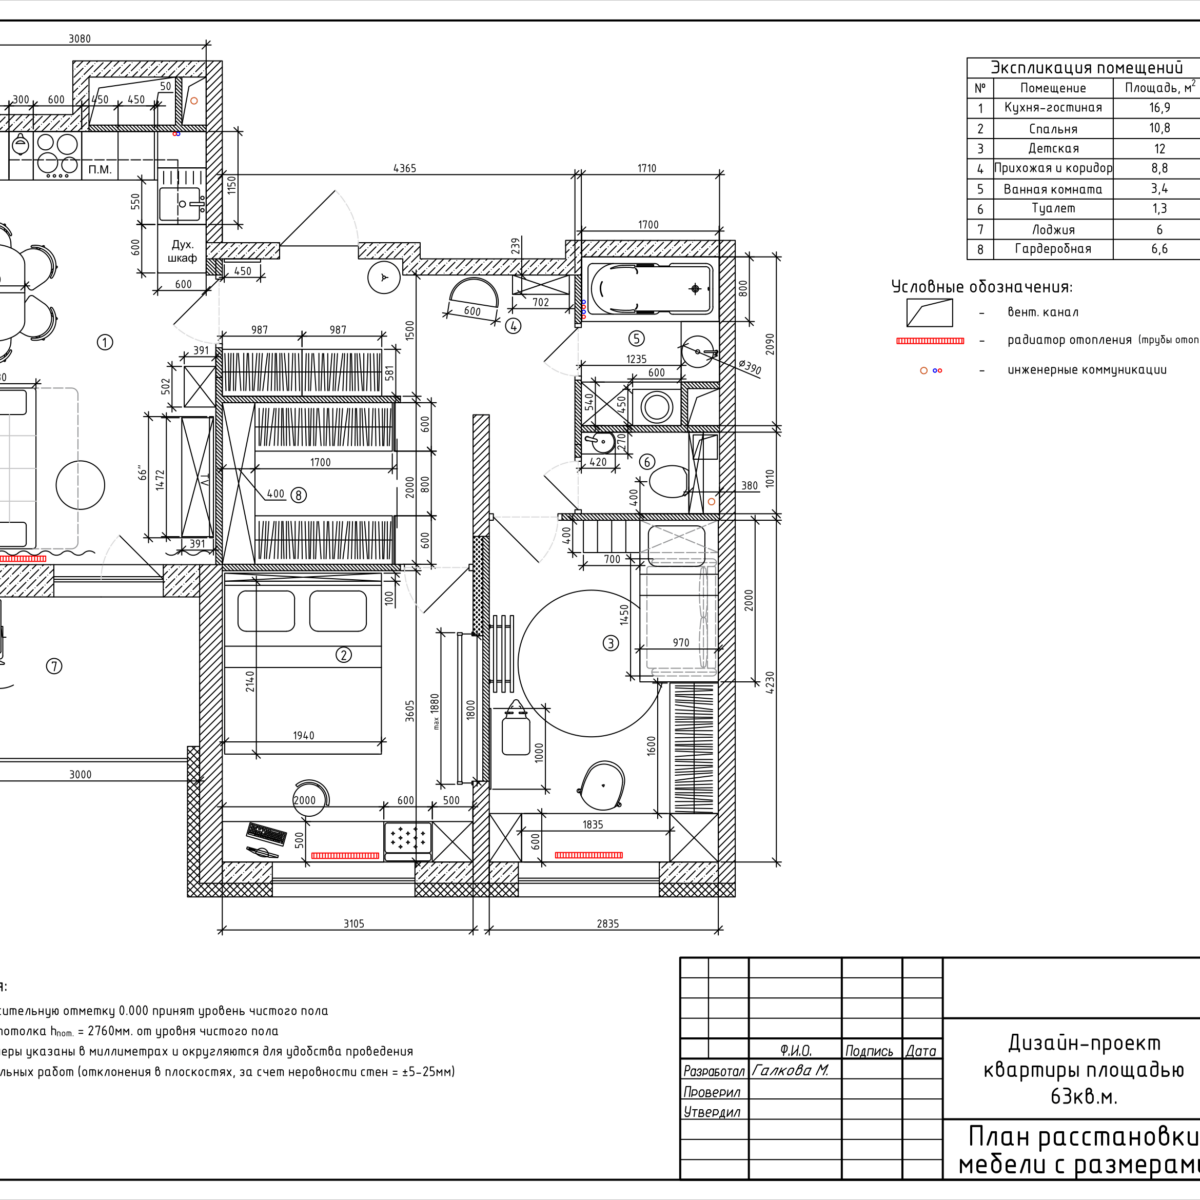 3080
300 600 450 450 50
П.М.
550
1150
Дух.
шкаф
600
600
450
4365
1710
1700
239
702
600
4
800
5
1235
600
⌀390
2090
1
987 987
391
502
581
1500
600
540
450
270
420
6
400
380
1010
66"
1472
TV
391
1700
400
8
2000
800
600
400
700
100
2
2140
1940
3605
max 1880
1800
1450
3
970
2000
4230
7
3000
1000
1600
2000 600 500
500
600
1835
3105
2835
Экспликация помещений
№ Помещение Площадь, м²
1 Кухня-гостиная 16,9
2 Спальня 10,8
3 Детская 12
4 Прихожая и коридор 8,8
5 Ванная комната 3,4
6 Туалет 1,3
7 Лоджия 6
8 Гардеробная 6,6
Условные обозначения:
- вент. канал
- радиатор отопления (трубы отоп
- инженерные коммуникации
я:
сительную отметку 0.000 принят уровень чистого пола
потолка hпот. = 2760мм. от уровня чистого пола
еры указаны в миллиметрах и округляются для удобства проведения
льных работ (отклонения в плоскостях, за счет неровности стен = ±5-25мм)
Ф.И.О. Подпись Дата
Разработал Галкова М.
Проверил
Утвердил
Дизайн-проект
квартиры площадью
63кв.м.
План расстановки
мебели с размерами